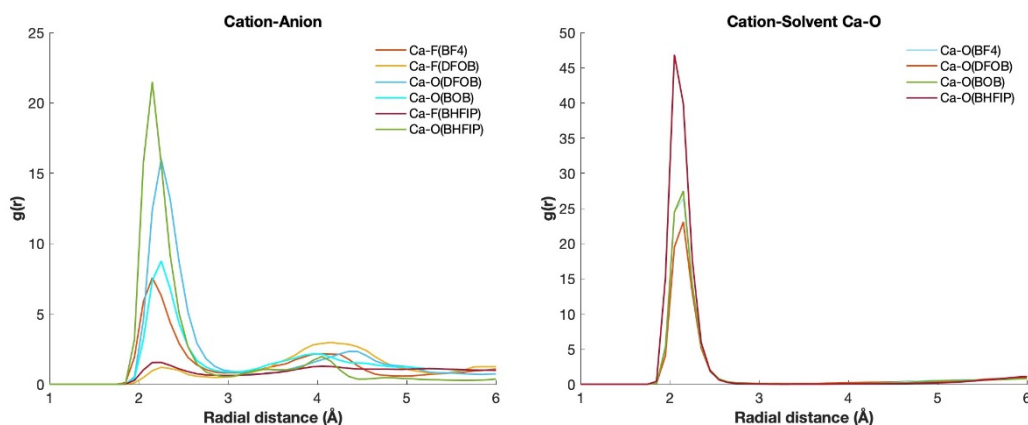 Cation-Anion
25
20
15
10
5
0
g(r)
Ca-F(BF4)
Ca-F(DFOB)
Ca-O(DFOB)
Ca-O(BOB)
Ca-F(BHFIP)
Ca-O(BHFIP)
1 2 3 4 5 6
Radial distance (Å)
Cation-Solvent Ca-O
50
45
40
35
30
25
20
15
10
5
0
g(r)
Ca-O(BF4)
Ca-O(DFOB)
Ca-O(BOB)
Ca-O(BHFIP)
1 2 3 4 5 6
Radial distance (Å)